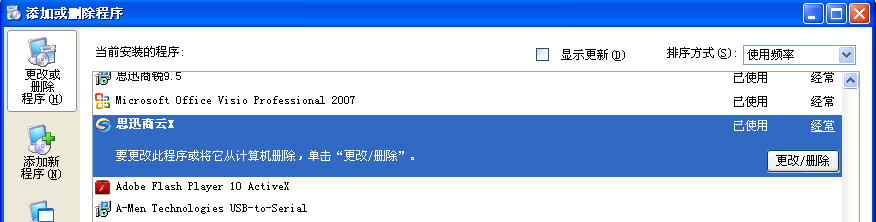 添加或删除程序
更改或
删除
程序(H)
添加新
程序(N)
当前安装的程序:
显示更新(D)
排序方式(S):
使用频率
思迅商锐9.5 已使用 经常
Microsoft Office Visio Professional 2007 已使用 经常
思迅商云X 已使用 经常
要更改此程序或将它从计算机删除，单击“更改/删除”。
更改/删除
Adobe Flash Player 10 ActiveX
A-Men Technologies USB-to-Serial